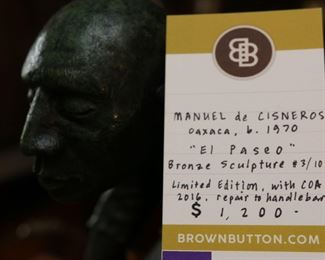 BB
MANUEL de CISNEROS
Oaxaca, b. 1970
"El Paseo"
Bronze Sculpture #3/10
Limited Edition, with COA
2016. repair to handlebar
$ 1,200-
BROWNBUTTON.COM